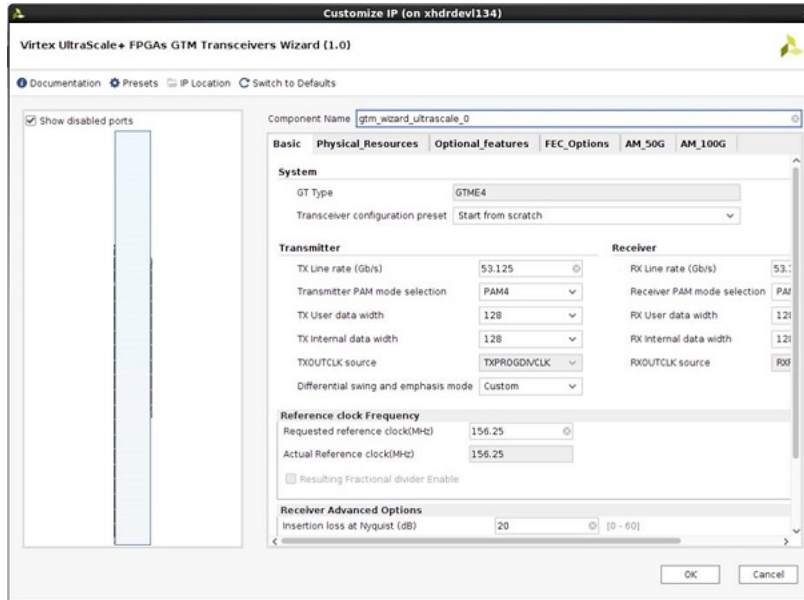 Customize IP (on xhdrdevl134)
Virtex UltraScale+ FPGAs GTM Transceivers Wizard (1.0)
Documentation Presets IP Location Switch to Defaults
Show disabled ports
Component Name gtm_wizard_ultrascale_0
Basic Physical_Resources Optional_features FEC_Options AM_50G AM_100G
System
GT Type GTME4
Transceiver configuration preset Start from scratch
Transmitter Receiver
TX Line rate (Gb/s) 53.125 RX Line rate (Gb/s) 53.
Transmitter PAM mode selection PAM4 Receiver PAM mode selection
TX User data width 128 RX User data width
TX Internal data width 128 RX Internal data width
TXOUTCLK source TXPROGDIVCLK RXOUTCLK source
Differential swing and emphasis mode Custom
Reference clock Frequency
Requested reference clock(MHz) 156.25
Actual Reference clock(MHz) 156.25
Resulting Fractional divider Enable
Receiver Advanced Options
Insertion loss at Nyquist (dB) 20 [0 - 60]
OK Cancel